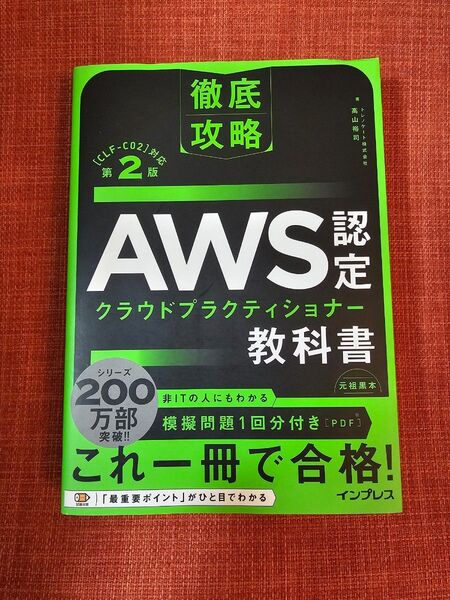 徹底
攻略
著
トレノケート株式会社
高山裕司
[CLF-C02]対応
第2版
AWS認定
クラウドプラクティショナー
教科書
元祖黒本
シリーズ
200
万部
突破!!
非ITの人にもわかる
模擬問題1回分付き[PDF]
これ一冊で合格!
「最重要ポイント」がひと目でわかる
インプレス